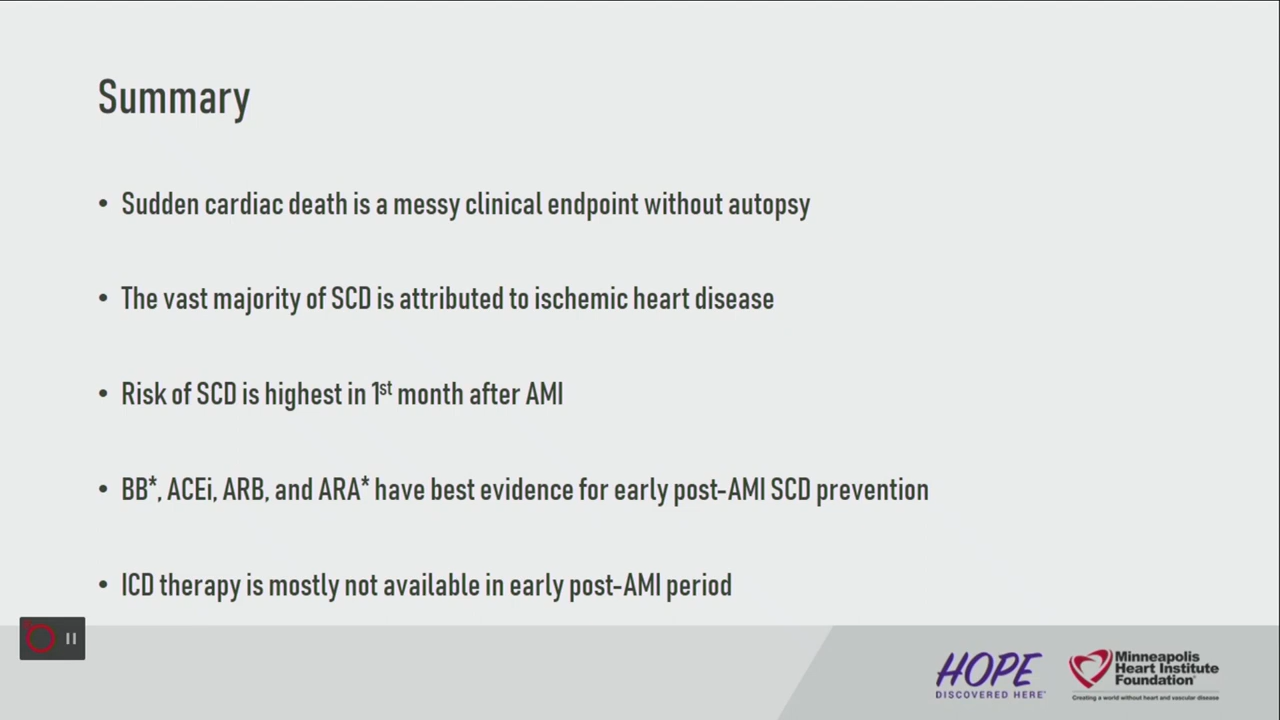 Summary
• Sudden cardiac death is a messy clinical endpoint without autopsy
• The vast majority of SCD is attributed to ischemic heart disease
• Risk of SCD is highest in 1st month after AMI
• BB*, ACEi, ARB, and ARA* have best evidence for early post-AMI SCD prevention
• ICD therapy is mostly not available in early post-AMI period
HOPE
DISCOVERED HERE
Minneapolis
Heart Institute
Foundation
Creating a world without heart and vascular disease